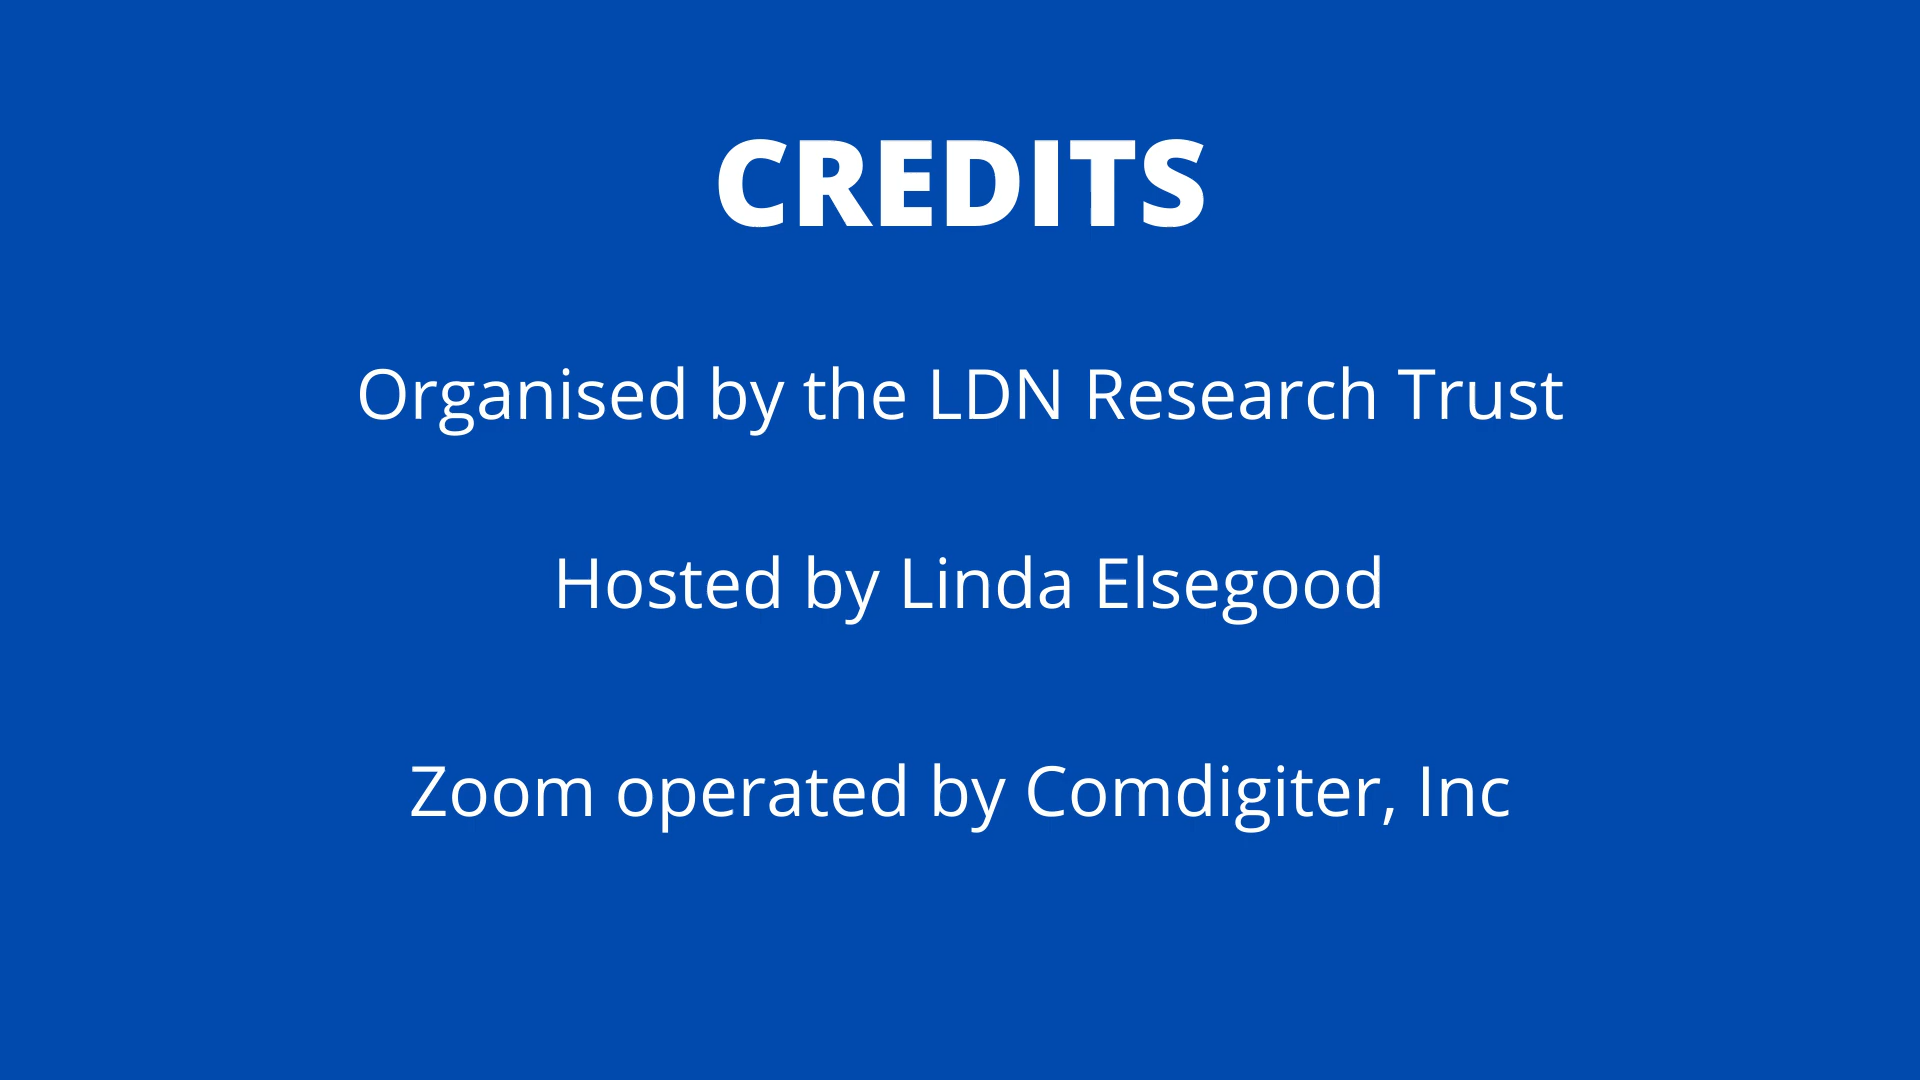 CREDITS
Organised by the LDN Research Trust
Hosted by Linda Elsegood
Zoom operated by Comdigiter, Inc